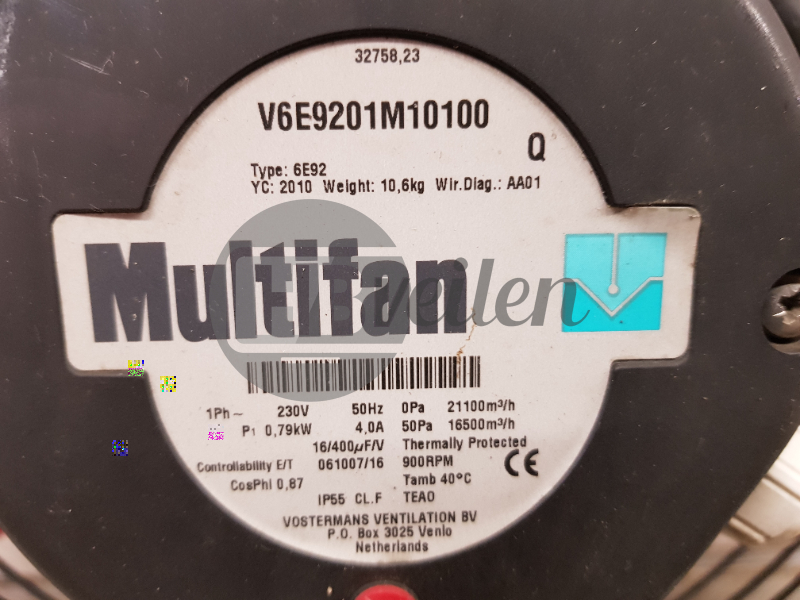 32758,23
V6E9201M10100
Q
Type: 6E92
YC: 2010 Weight: 10,6kg Wir.Diag.: AA01
Multifan
veilen
1Ph~ 230V 50Hz 0Pa 21100m³/h
P1 0,79kW 4,0A 50Pa 16500m³/h
16/400µF/V Thermally Protected
Controllability E/T 061007/16 900RPM
CosPhi 0,87 Tamb 40°C
CE
IP55 CL.F TEAO
VOSTERMANS VENTILATION BV
P.O. Box 3025 Venlo
Netherlands